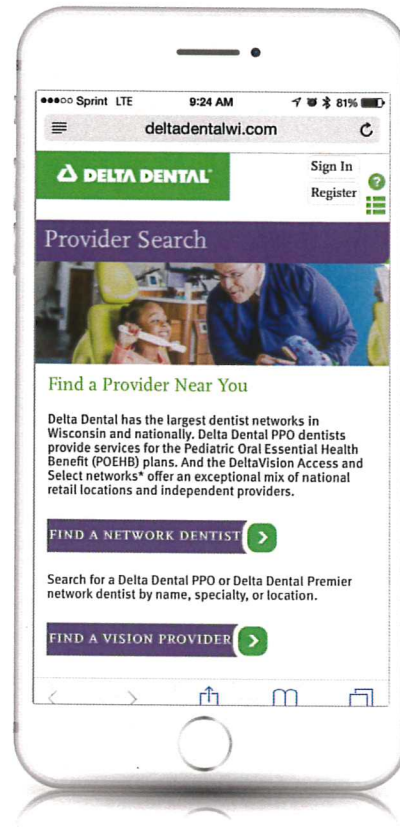 ●●●○○ Sprint LTE 9:24 AM 81%
deltadentalwi.com
DELTA DENTAL®
Sign In
Register
?
Provider Search
Find a Provider Near You
Delta Dental has the largest dentist networks in
Wisconsin and nationally. Delta Dental PPO dentists
provide services for the Pediatric Oral Essential Health
Benefit (POEHB) plans. And the DeltaVision Access and
Select networks* offer an exceptional mix of national
retail locations and independent providers.
FIND A NETWORK DENTIST
Search for a Delta Dental PPO or Delta Dental Premier
network dentist by name, specialty, or location.
FIND A VISION PROVIDER